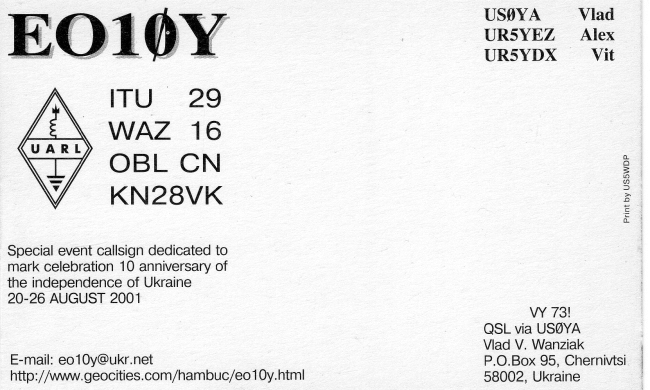 EO10Y
US0YA Vlad
UR5YEZ Alex
UR5YDX Vit
ITU 29
WAZ 16
OBL CN
KN28VK
UARL
Print by US5WDP
Special event callsign dedicated to
mark celebration 10 anniversary of
the independence of Ukraine
20-26 AUGUST 2001
VY 73!
QSL via US0YA
Vlad V. Wanziak
P.O.Box 95, Chernivtsi
58002, Ukraine
E-mail: eo10y@ukr.net
http://www.geocities.com/hambuc/eo10y.html